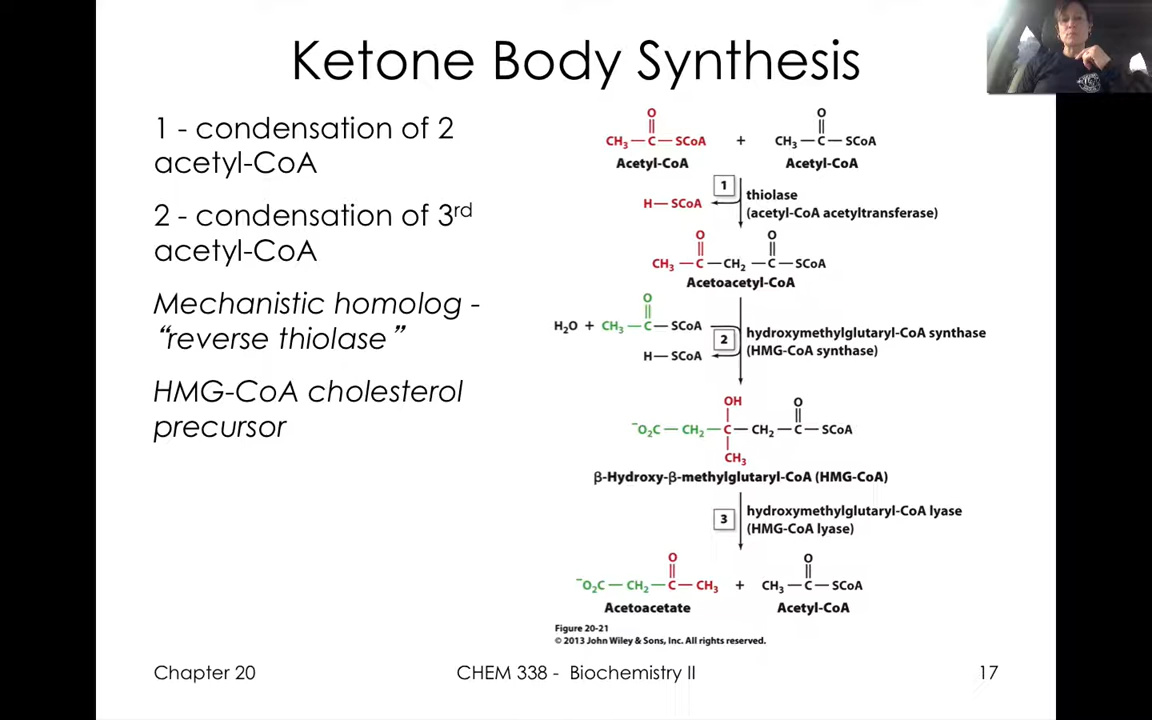 Ketone Body Synthesis
1 - condensation of 2
acetyl-CoA
2 - condensation of 3rd
acetyl-CoA
Mechanistic homolog -
“reverse thiolase”
HMG-CoA cholesterol
precursor
O O
CH₃—C—SCoA + CH₃—C—SCoA
Acetyl-CoA Acetyl-CoA
1
thiolase
H—SCoA
(acetyl-CoA acetyltransferase)
O O
CH₃—C—CH₂—C—SCoA
Acetoacetyl-CoA
O
H₂O + CH₃—C—SCoA
2
hydroxymethylglutaryl-CoA synthase
H—SCoA
(HMG-CoA synthase)
OH O
⁻O₂C—CH₂—C—CH₂—C—SCoA
CH₃
β-Hydroxy-β-methylglutaryl-CoA (HMG-CoA)
3
hydroxymethylglutaryl-CoA lyase
(HMG-CoA lyase)
O O
⁻O₂C—CH₂—C—CH₃ + CH₃—C—SCoA
Acetoacetate Acetyl-CoA
Figure 20-21
© 2013 John Wiley & Sons, Inc. All rights reserved.
Chapter 20 CHEM 338 - Biochemistry II 17